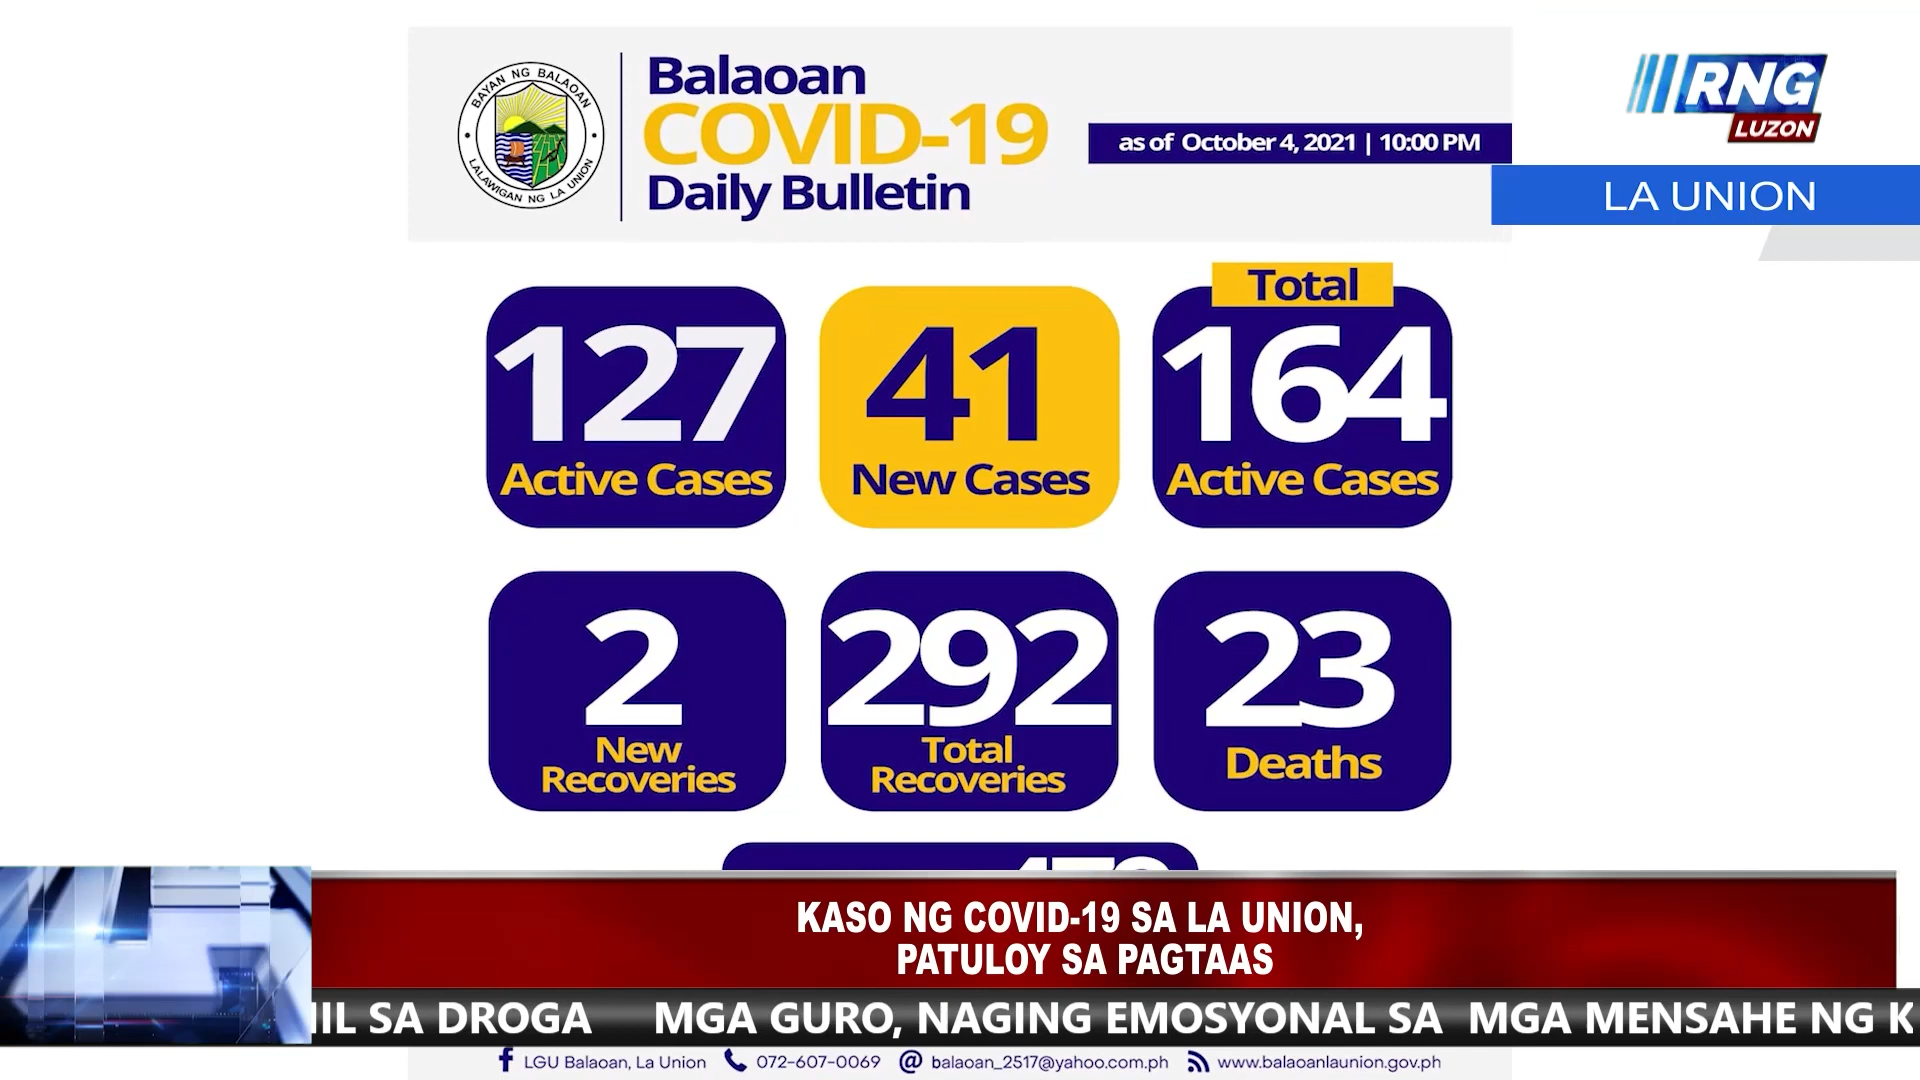 BAYAN NG BALAOAN
LALAWIGAN NG LA UNION
Balaoan
COVID-19
Daily Bulletin
as of October 4, 2021 | 10:00 PM
RNG
LUZON
LA UNION
127
Active Cases
41
New Cases
Total
164
Active Cases
2
New
Recoveries
292
Total
Recoveries
23
Deaths
KASO NG COVID-19 SA LA UNION,
PATULOY SA PAGTAAS
SA DROGA MGA GURO, NAGING EMOSYONAL SA MGA MENSAHE NG
LGU Balaoan, La Union 072-607-0069 balaoan_2517@yahoo.com.ph www.balaoanlaunion.gov.ph